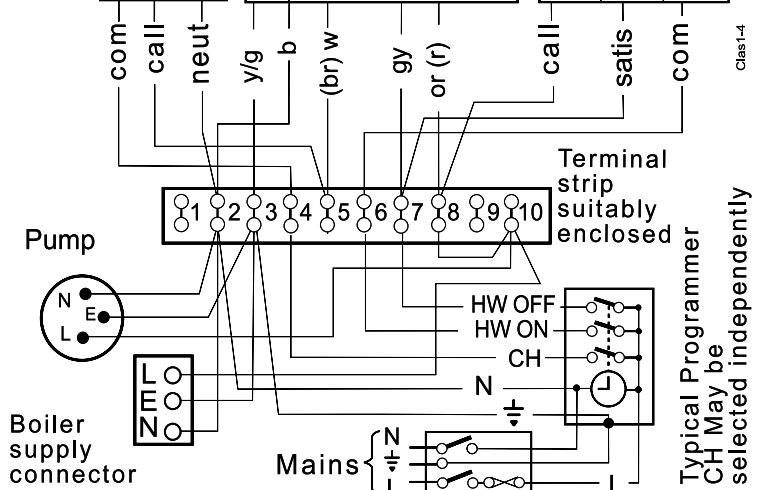 com
call
neut
y/g
b
(br) w
gy
or (r)
call
satis
com
Clas1-4
Terminal
strip
suitably
enclosed
1 2 3 4 5 6 7 8 9 10
Pump
N
E
L
HW OFF
HW ON
CH
N
L
E
N
Boiler
supply
connector
Mains
N
L
L
Typical Programmer
CH May be
selected independently